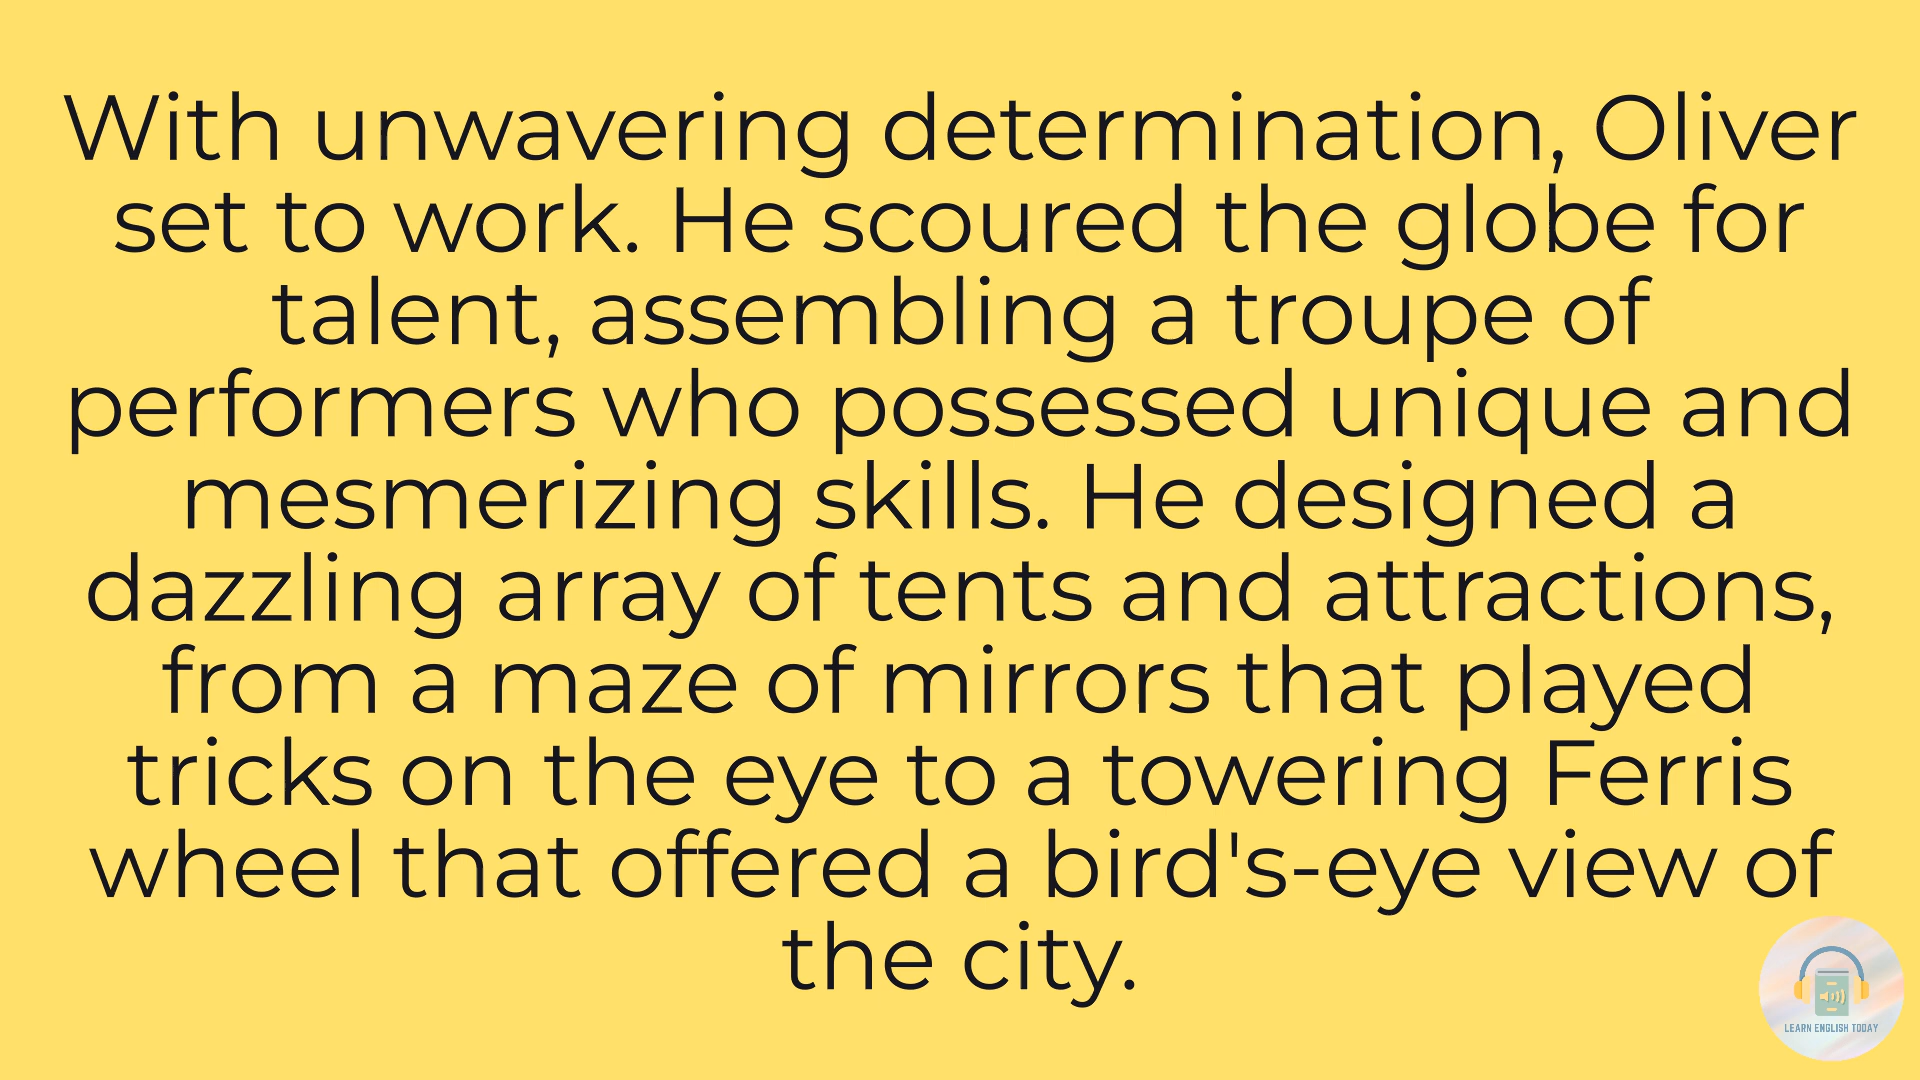 With unwavering determination, Oliver
set to work. He scoured the globe for
talent, assembling a troupe of
performers who possessed unique and
mesmerizing skills. He designed a
dazzling array of tents and attractions,
from a maze of mirrors that played
tricks on the eye to a towering Ferris
wheel that offered a bird's-eye view of
the city.
LEARN ENGLISH TODAY